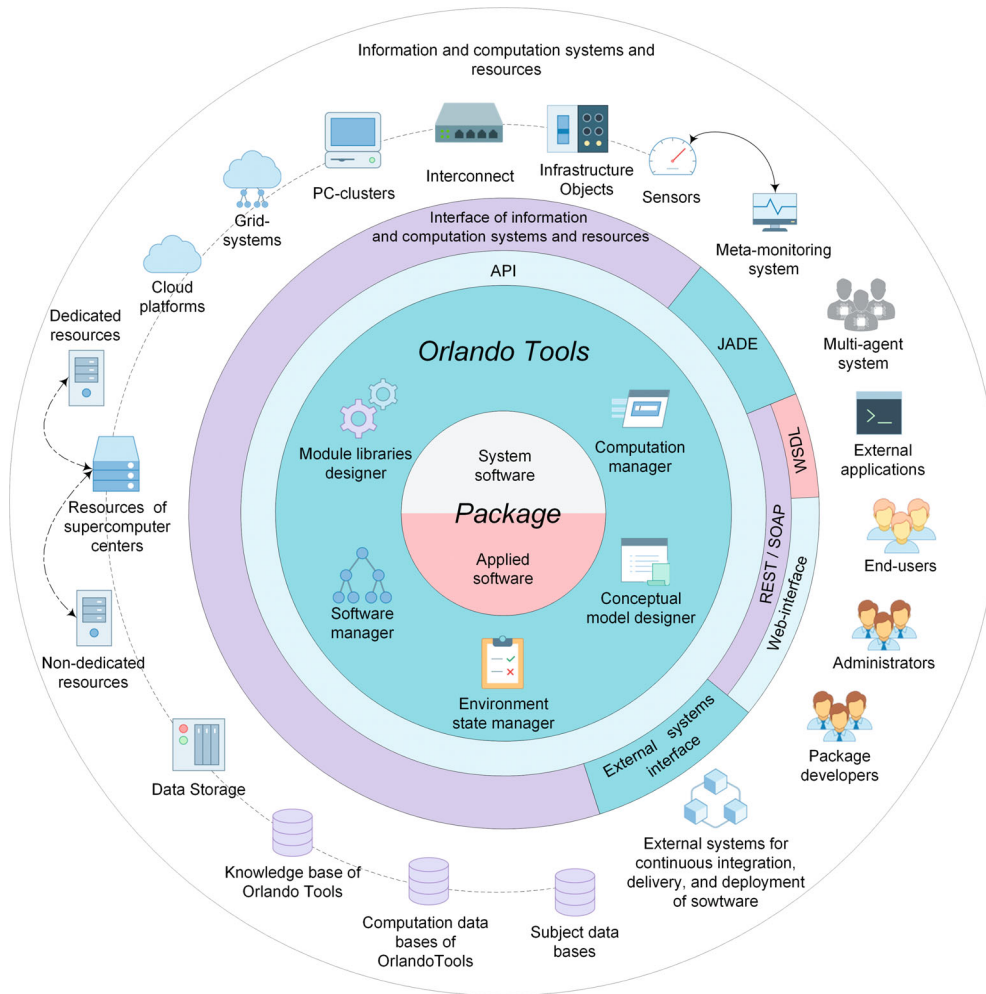 Information and computation systems and
resources
PC-clusters
Interconnect
Infrastructure
Objects
Sensors
Grid-
systems
Meta-monitoring
system
Cloud
platforms
Dedicated
resources
Interface of information
and computation systems and resources
API
JADE
Multi-agent
system
Orlando Tools
Module libraries
designer
Computation
manager
WSDL
External
applications
System
software
Package
Applied
software
REST / SOAP
Web-interface
Resources of
supercomputer
centers
End-users
Software
manager
Conceptual
model designer
Non-dedicated
resources
Administrators
Environment
state manager
External systems
interface
Package
developers
Data Storage
Knowledge base of
Orlando Tools
Computation data
bases of
OrlandoTools
Subject data
bases
External systems for
continuous integration,
delivery, and deployment
of sowtware